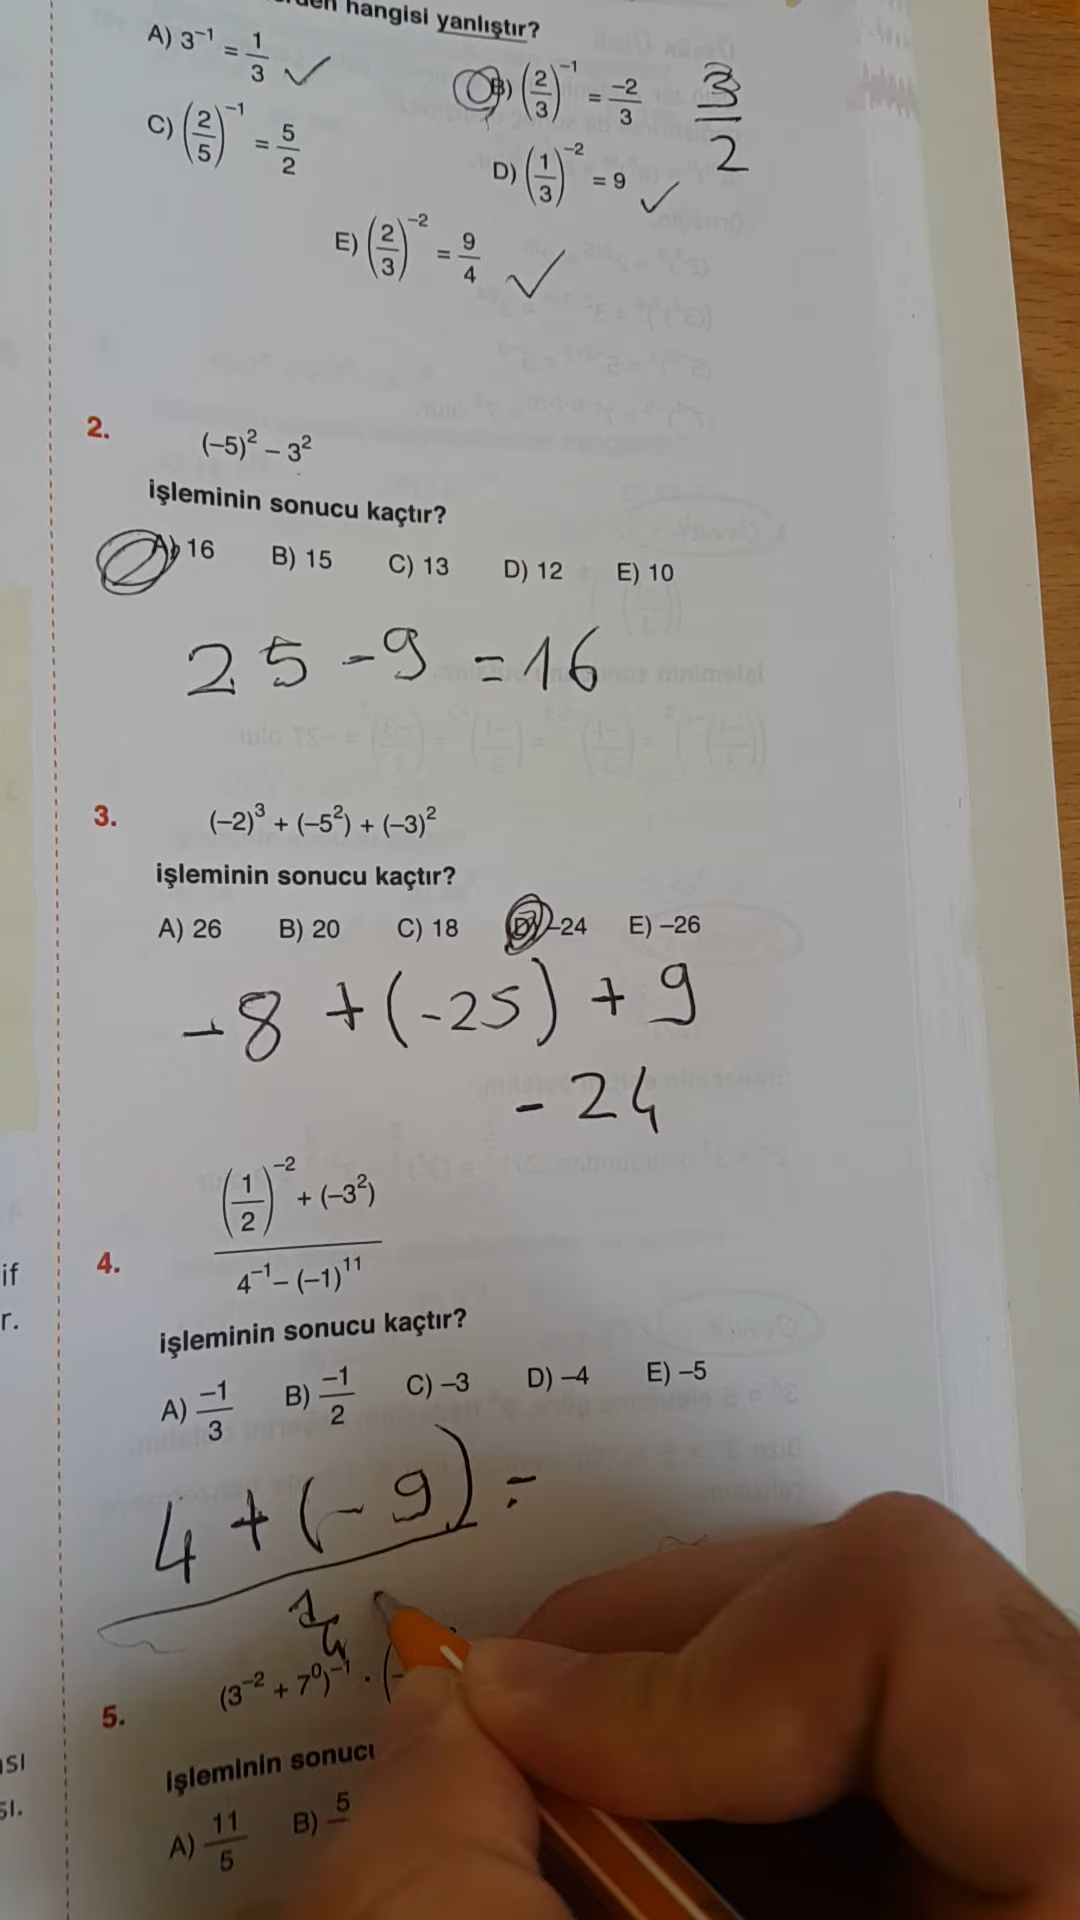 hangisi yanlıştır?
A) 3⁻¹ = 1/3 ✓
B) (2/3)⁻¹ = -2/3
3/2
C) (2/5)⁻¹ = 5/2
D) (1/3)⁻² = 9 ✓
E) (2/3)⁻² = 9/4 ✓
2.
(–5)² – 3²
işleminin sonucu kaçtır?
A) 16 B) 15 C) 13 D) 12 E) 10
25 - 9 = 16
3.
(–2)³ + (–5²) + (–3)²
işleminin sonucu kaçtır?
A) 26 B) 20 C) 18 D) –24 E) –26
-8 + (-25) + 9
- 24
4.
(1/2)⁻² + (–3²)
4⁻¹ – (–1)¹¹
işleminin sonucu kaçtır?
A) –1/3 B) –1/2 C) –3 D) –4 E) –5
4 + (- 9) =
1/4
if
r.
5.
(3⁻² + 7⁰)⁻¹ · (–
işleminin sonucu
A) 11/5 B) 5
ısı
sı.